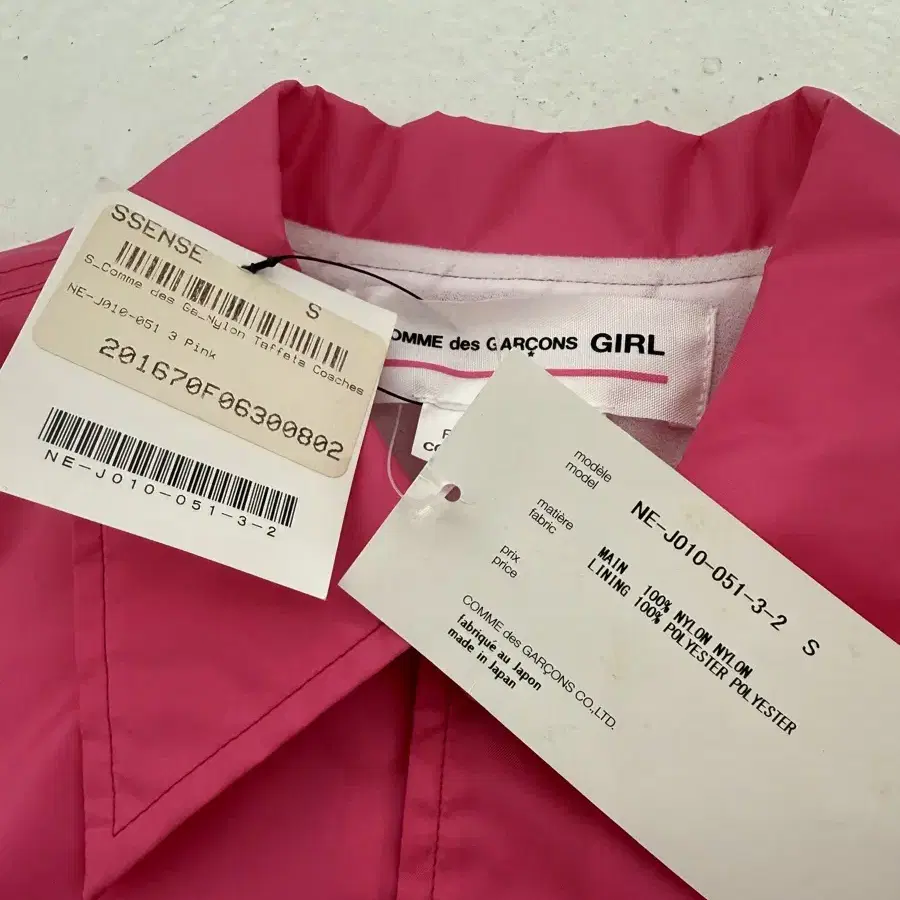 SSENSE
S
S_Comme des Ga_Nylon Taffeta Coaches
NE-J010-051 3 Pink
201670F06300802
NE-J010-051-3-2
OMME des GARÇONS GIRL
modèle
model
NE-J010-051-3-2 S
matière
fabric
MAIN 100% NYLON NYLON
LINING 100% POLYESTER POLYESTER
prix
price
COMME des GARÇONS CO.,LTD.
fabriqué au Japon
made in Japan